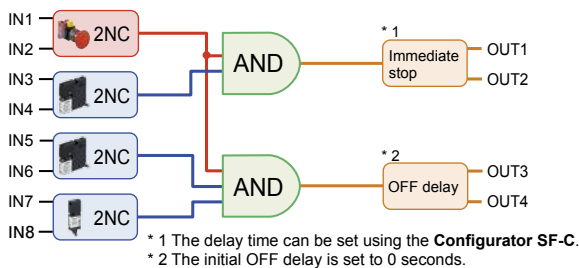 IN1
IN2
2NC
IN3
IN4
2NC
IN5
IN6
2NC
IN7
IN8
2NC
AND
AND
* 1
Immediate
stop
OUT1
OUT2
* 2
OFF delay
OUT3
OUT4
* 1 The delay time can be set using the Configurator SF-C.
* 2 The initial OFF delay is set to 0 seconds.